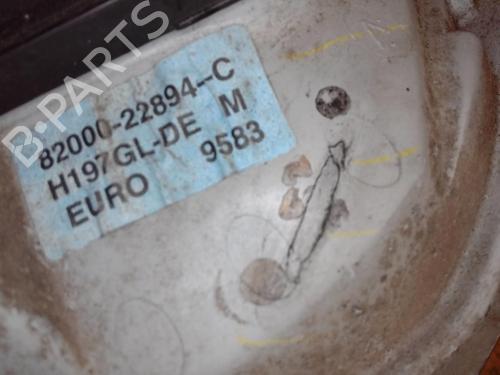 B-PARTS
82000-22894--C
H197GL-DE M
EURO 9583